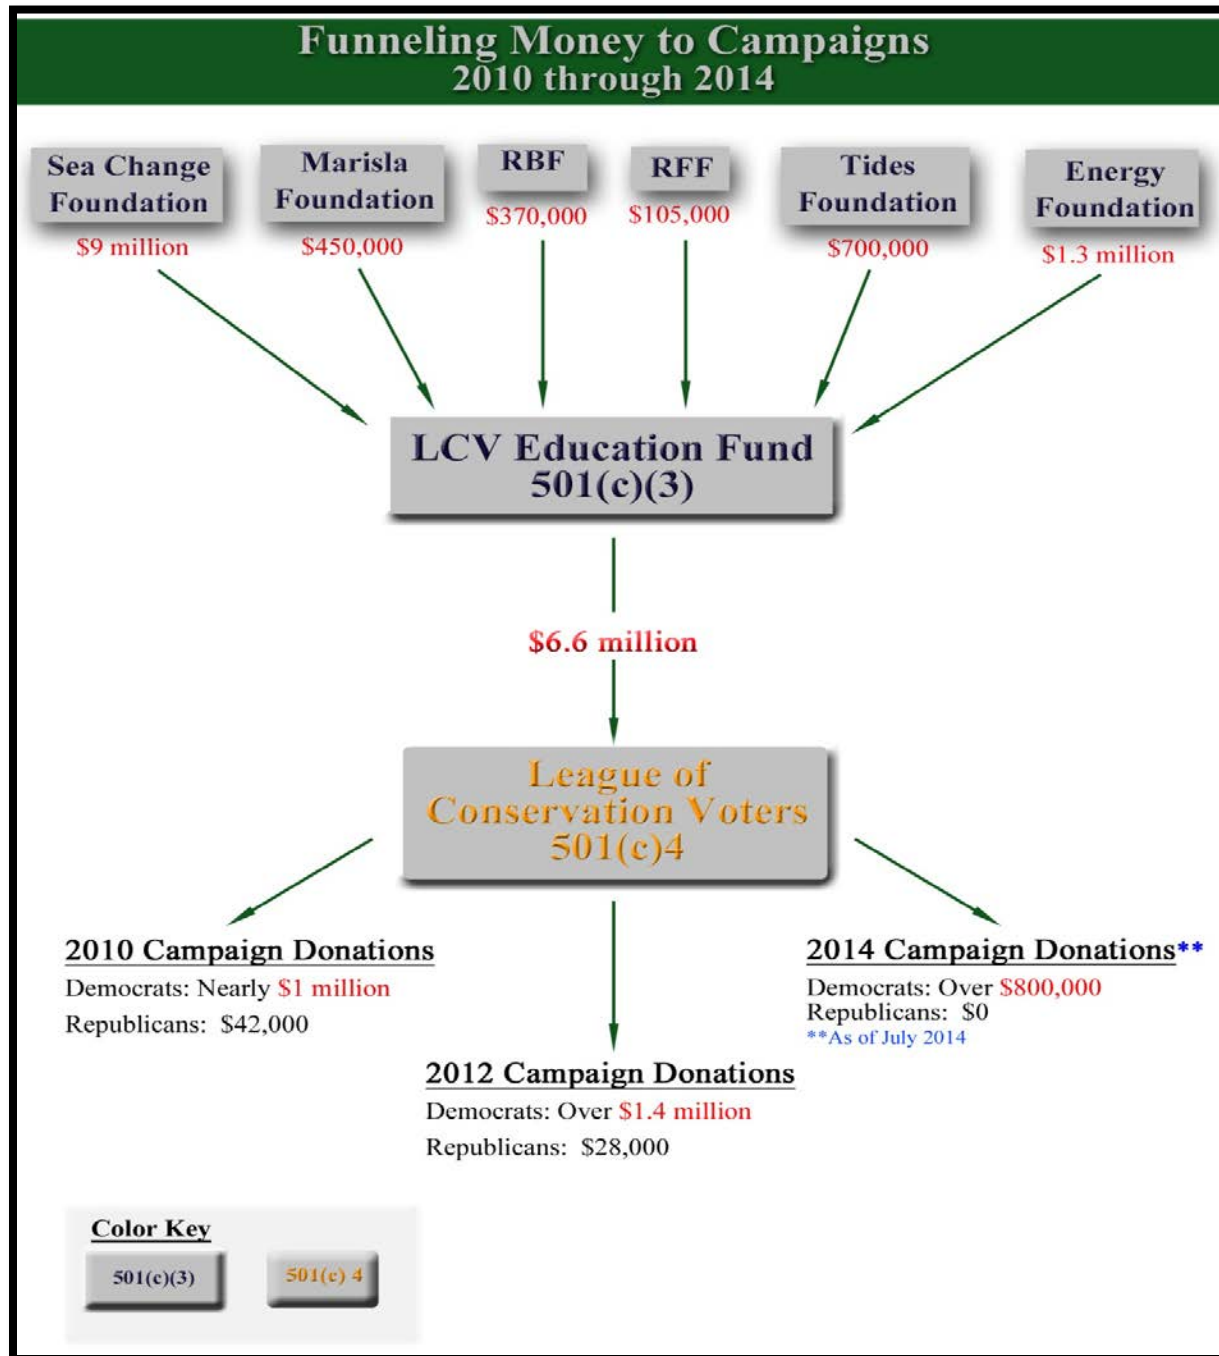 Funneling Money to Campaigns
2010 through 2014
Sea Change
Foundation
$9 million
Marisla
Foundation
$450,000
RBF
$370,000
RFF
$105,000
Tides
Foundation
$700,000
Energy
Foundation
$1.3 million
LCV Education Fund
501(c)(3)
$6.6 million
League of
Conservation Voters
501(c)4
2010 Campaign Donations
Democrats: Nearly $1 million
Republicans: $42,000
2014 Campaign Donations**
Democrats: Over $800,000
Republicans: $0
**As of July 2014
2012 Campaign Donations
Democrats: Over $1.4 million
Republicans: $28,000
Color Key
501(c)(3)
501(c) 4